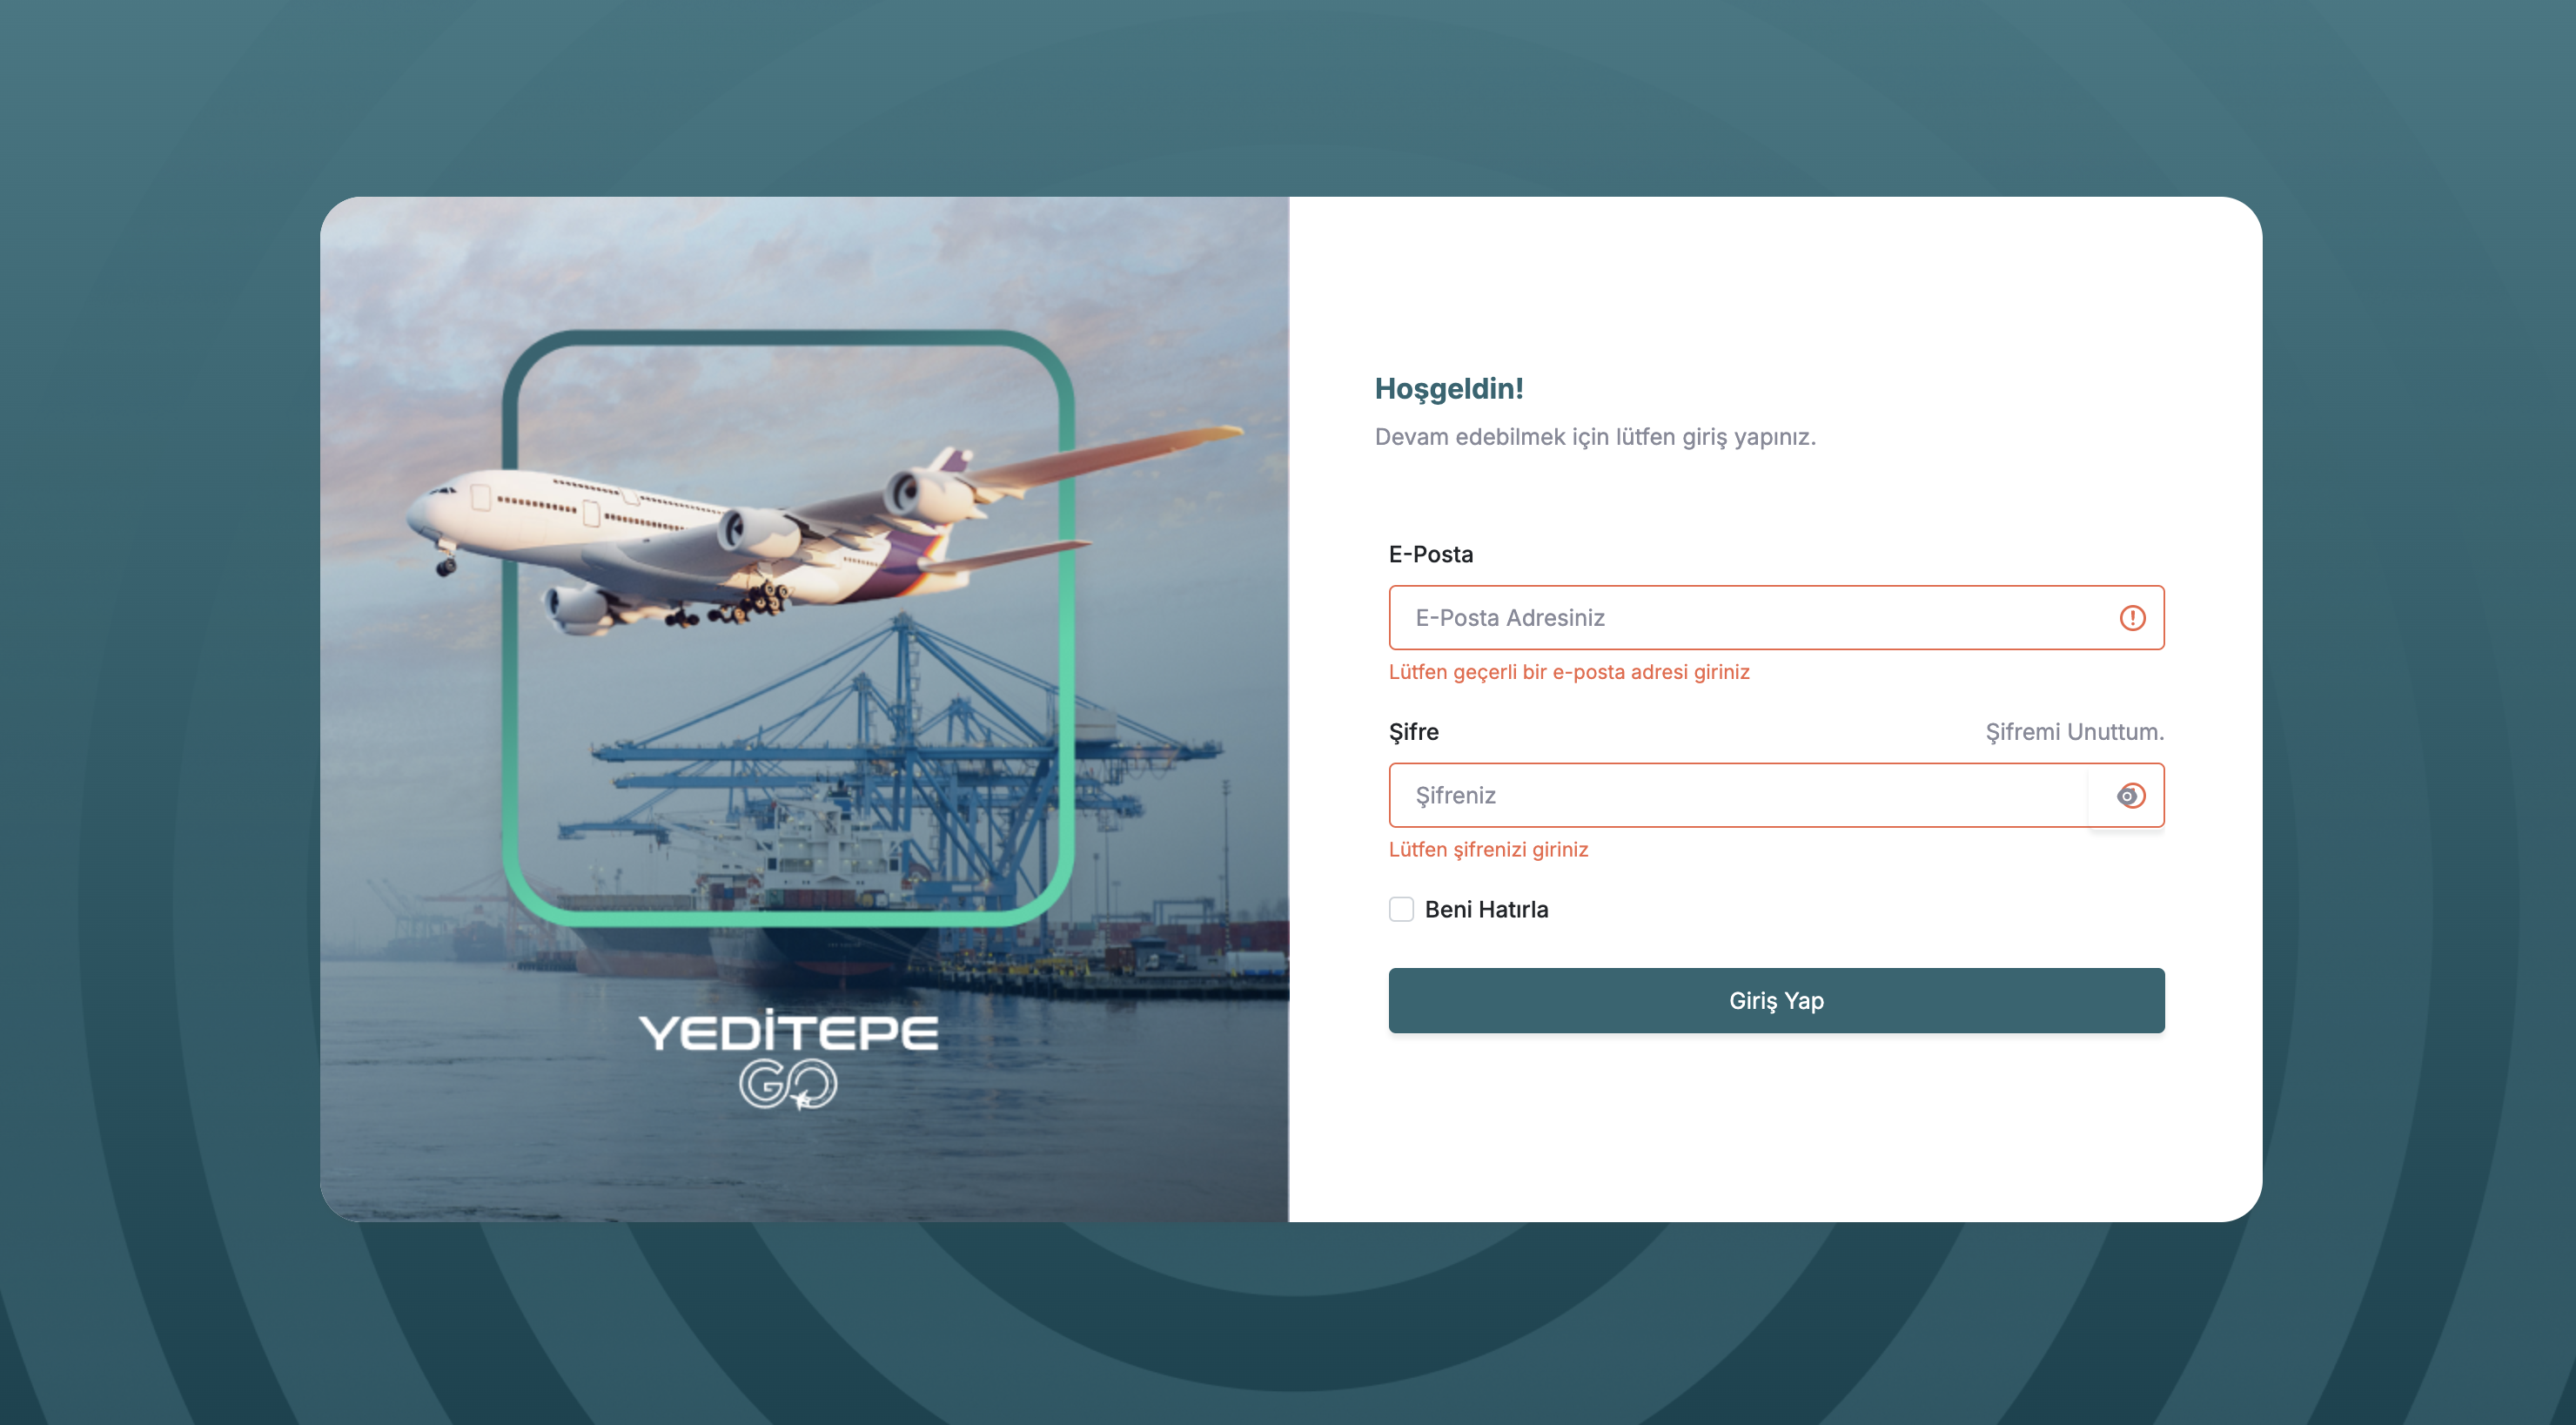 YEDİTEPE
GO
Hoşgeldin!
Devam edebilmek için lütfen giriş yapınız.
E-Posta
E-Posta Adresiniz
Lütfen geçerli bir e-posta adresi giriniz
Şifre
Şifremi Unuttum.
Şifreniz
Lütfen şifrenizi giriniz
Beni Hatırla
Giriş Yap